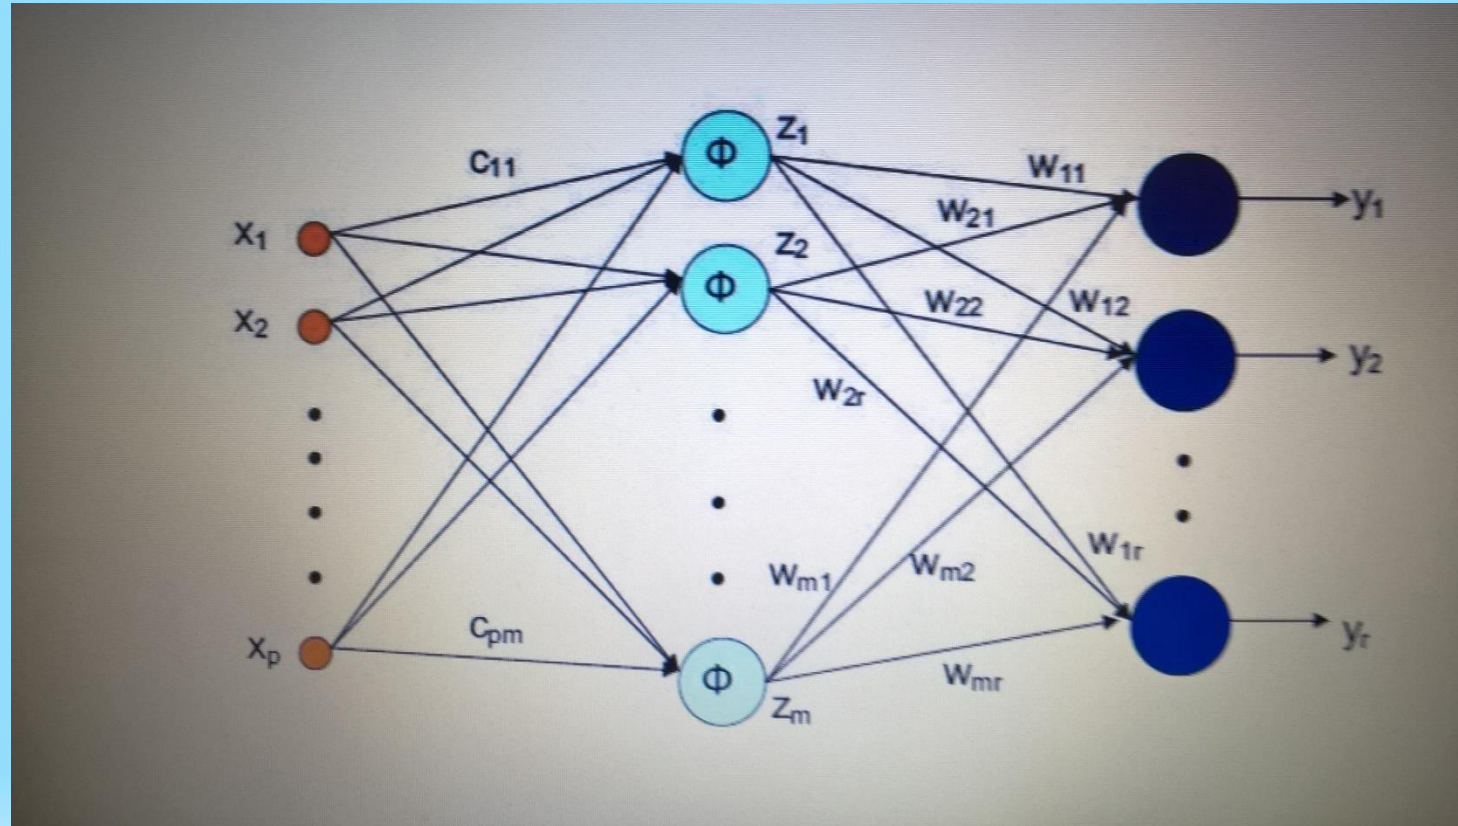 x₁
x₂
xₚ
C₁₁
Cₚₘ
Φ
z₁
Φ
z₂
Φ
zₘ
w₁₁
w₂₁
w₂₂
w₁₂
w₂ᵣ
wₘ₁
wₘ₂
w₁ᵣ
wₘᵣ
y₁
y₂
yᵣ